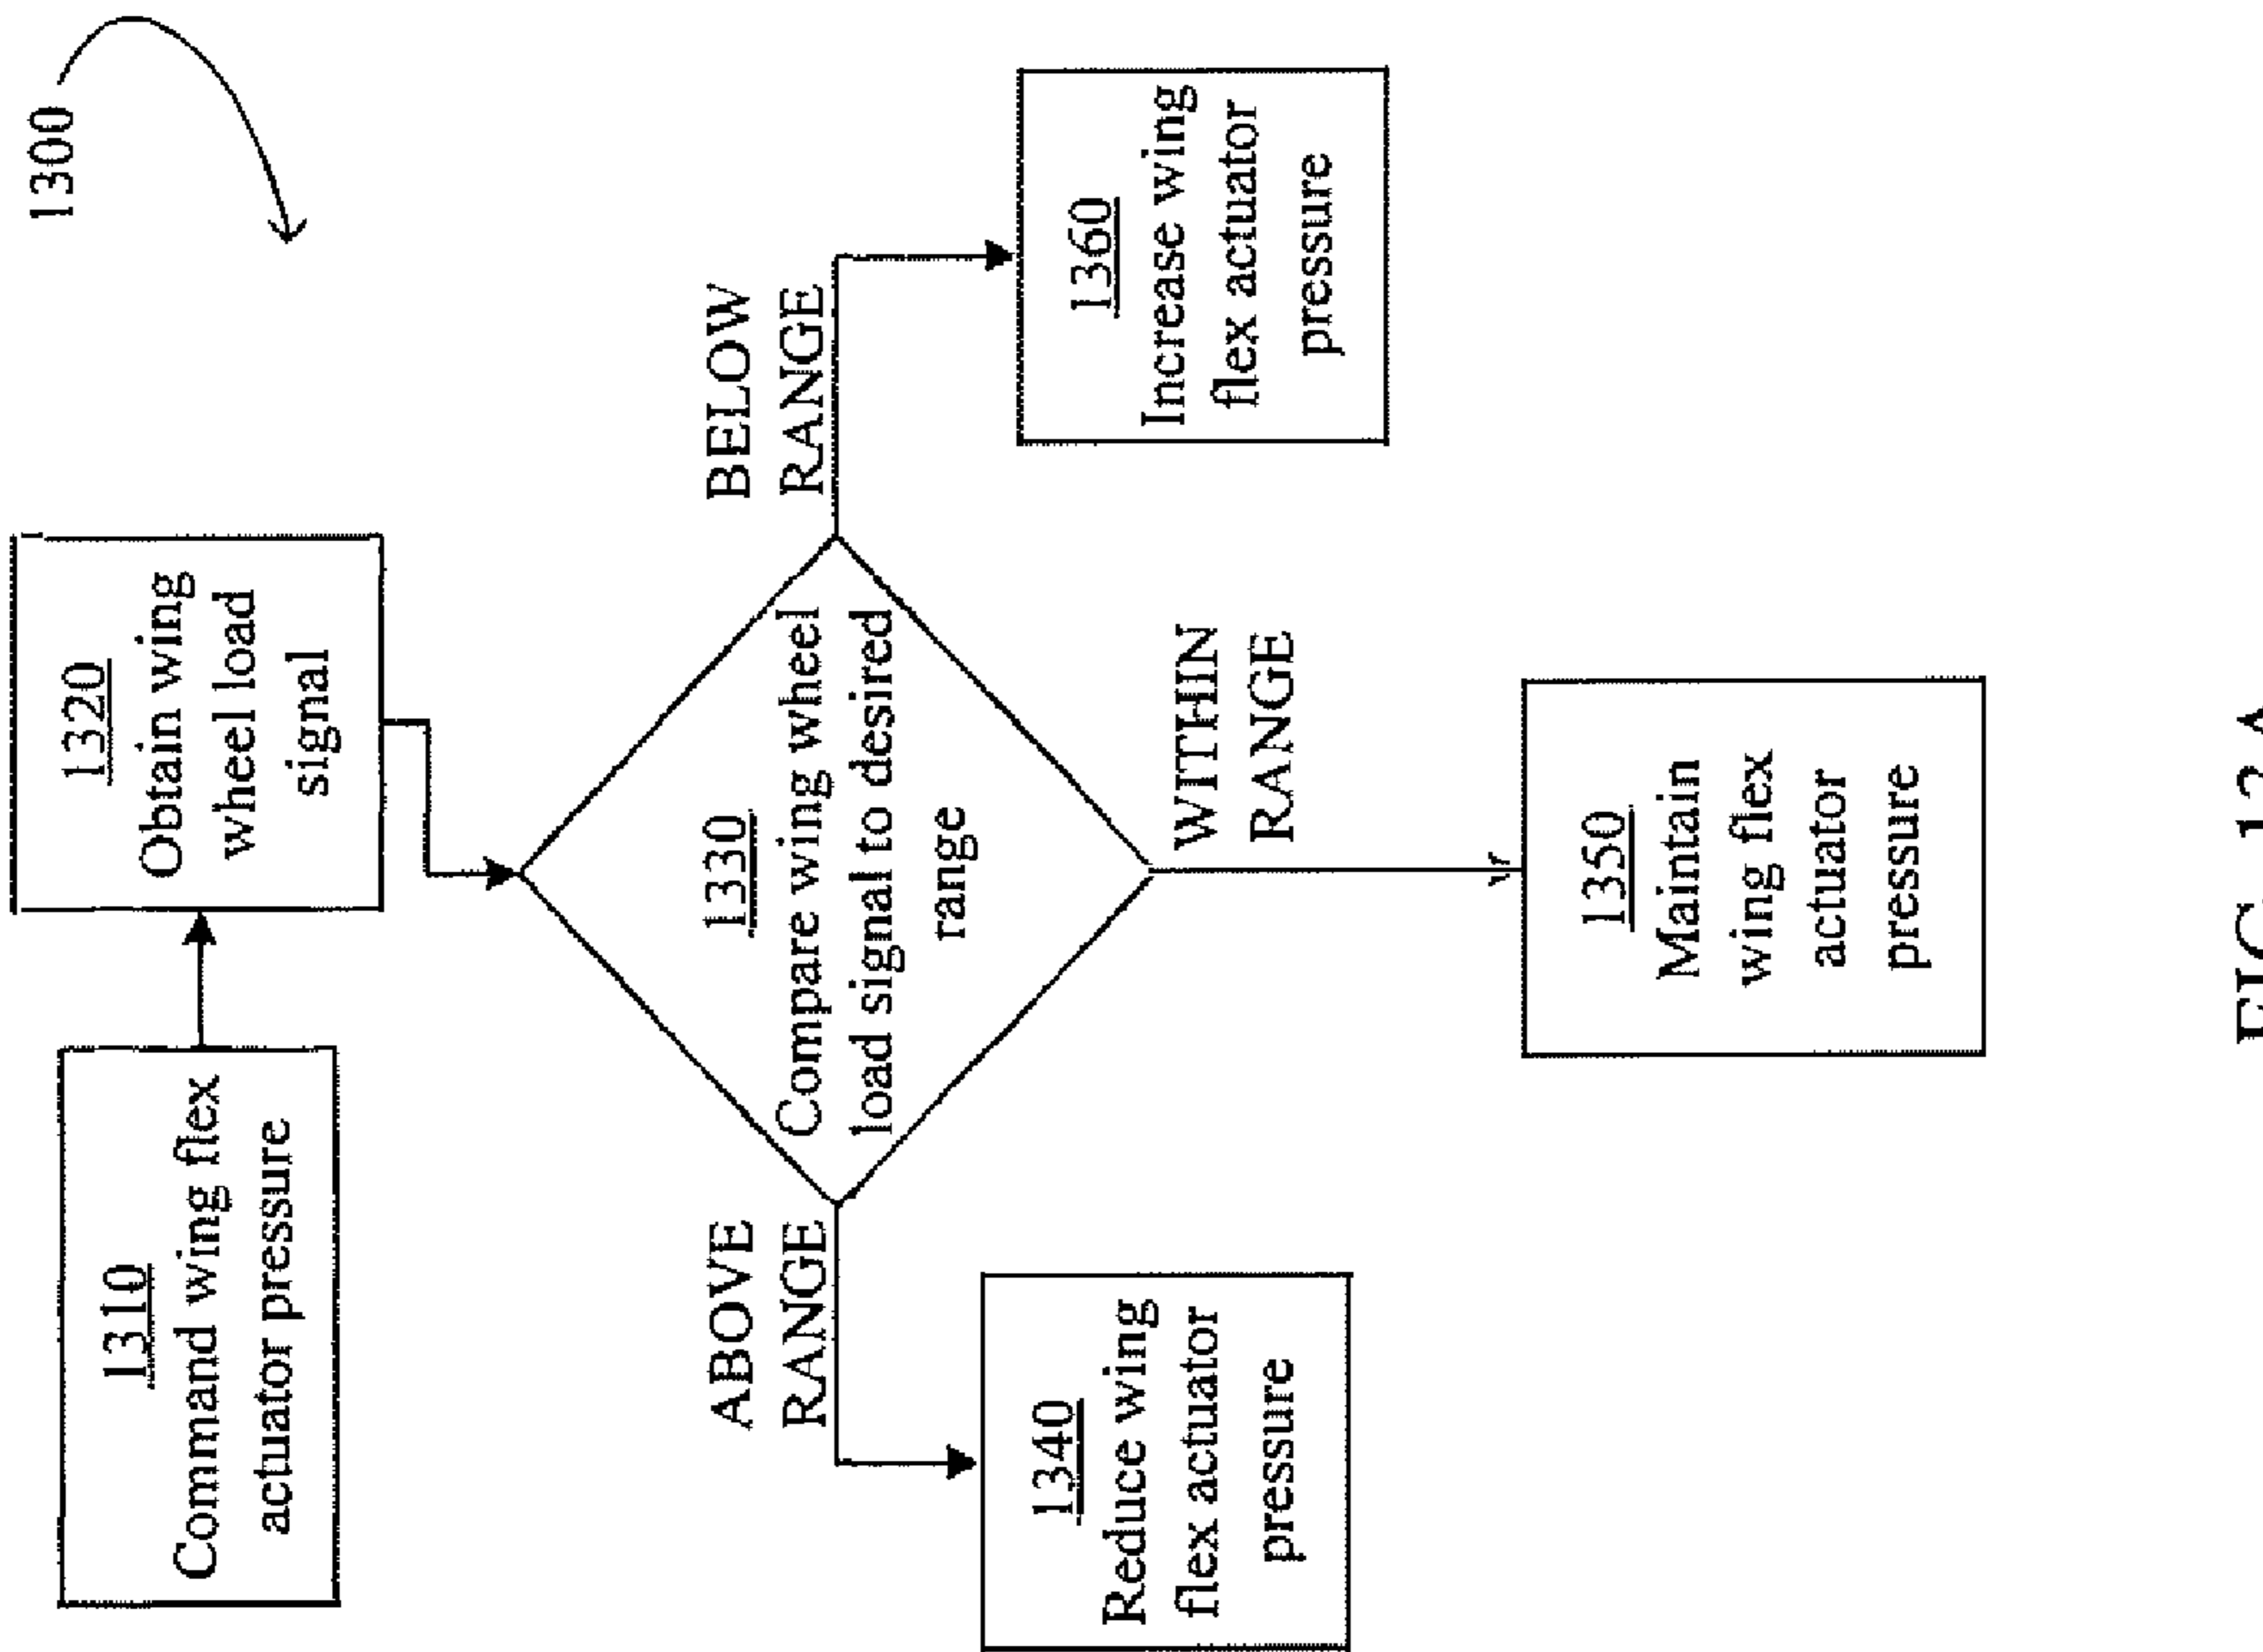 1300
1310
Command wing flex
actuator pressure
1320
Obtain wing
wheel load
signal
1330
Compare wing wheel
load signal to desired
range
ABOVE
RANGE
BELOW
RANGE
WITHIN
RANGE
1340
Reduce wing
flex actuator
pressure
1350
Maintain
wing flex
actuator
pressure
1360
Increase wing
flex actuator
pressure
FIG. 13A